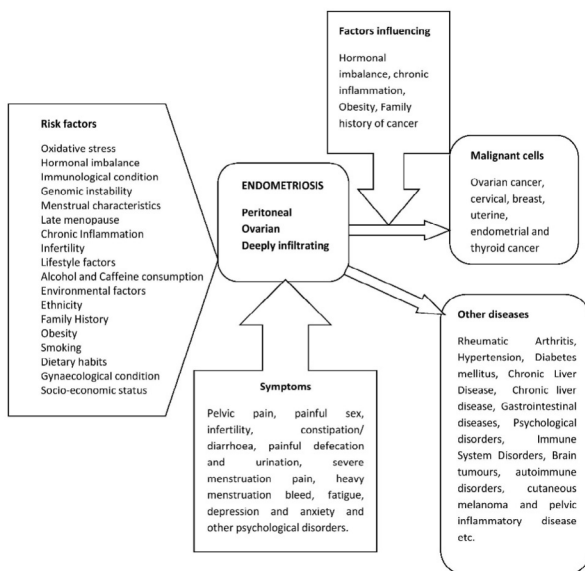 Factors influencing
Hormonal
imbalance, chronic
inflammation,
Obesity, Family
history of cancer
Risk factors
Oxidative stress
Hormonal imbalance
Immunological condition
Genomic instability
Menstrual characteristics
Late menopause
Chronic Inflammation
Infertility
Lifestyle factors
Alcohol and Caffeine consumption
Environmental factors
Ethnicity
Family History
Obesity
Smoking
Dietary habits
Gynaecological condition
Socio-economic status
ENDOMETRIOSIS
Peritoneal
Ovarian
Deeply infiltrating
Malignant cells
Ovarian cancer,
cervical, breast,
uterine,
endometrial and
thyroid cancer
Symptoms
Pelvic pain, painful sex,
infertility, constipation/
diarrhoea, painful defecation
and urination, severe
menstruation pain, heavy
menstruation bleed, fatigue,
depression and anxiety and
other psychological disorders.
Other diseases
Rheumatic Arthritis,
Hypertension, Diabetes
mellitus, Chronic Liver
Disease, Chronic liver
disease, Gastrointestinal
diseases, Psychological
disorders, Immune
System Disorders, Brain
tumours, autoimmune
disorders, cutaneous
melanoma and pelvic
inflammatory disease
etc.